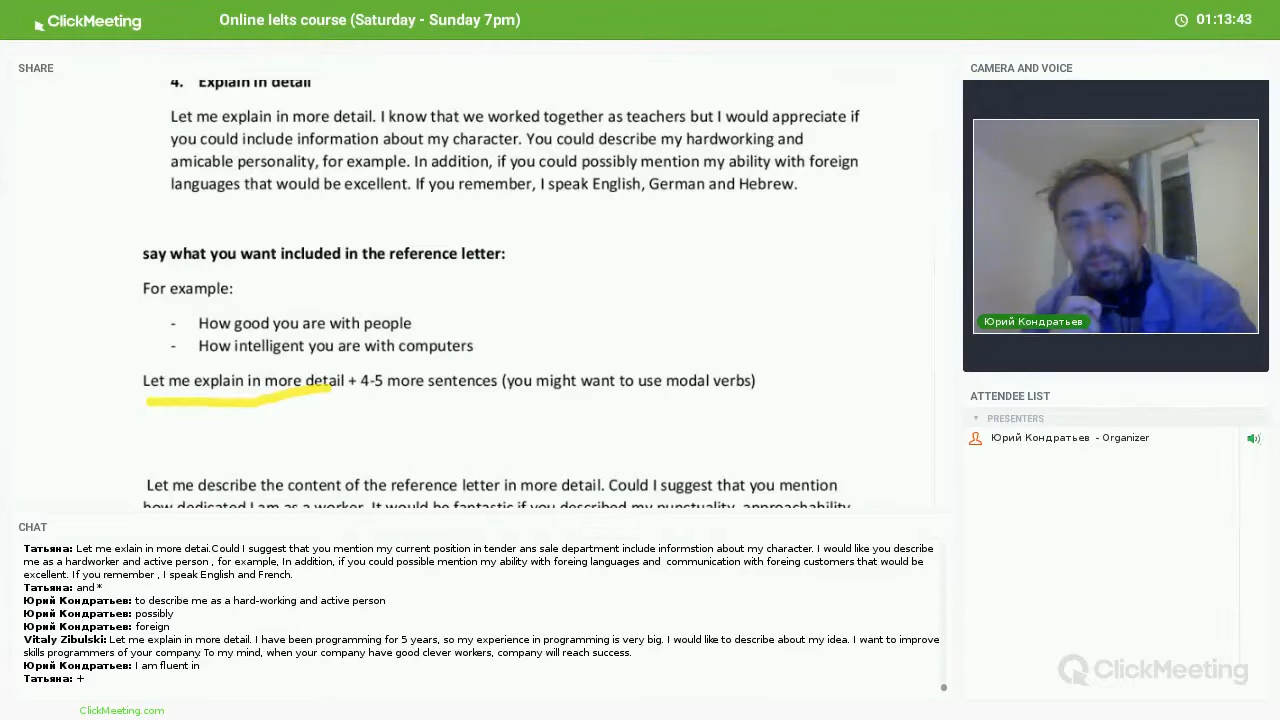 ClickMeeting
Online Ielts course (Saturday - Sunday 7pm)
01:13:43
SHARE
4. Explain in detail
Let me explain in more detail. I know that we worked together as teachers but I would appreciate if
you could include information about my character. You could describe my hardworking and
amicable personality, for example. In addition, if you could possibly mention my ability with foreign
languages that would be excellent. If you remember, I speak English, German and Hebrew.
say what you want included in the reference letter:
For example:
- How good you are with people
- How intelligent you are with computers
Let me explain in more detail + 4-5 more sentences (you might want to use modal verbs)
Let me describe the content of the reference letter in more detail. Could I suggest that you mention
how dedicated I am as a worker. It would be fantastic if you described my punctuality, approachability
CHAT
Татьяна: Let me exlain in more detai.Could I suggest that you mention my current position in tender ans sale department include informstion about my character. I would like you describe
me as a hardworker and active person , for example, In addition, if you could possible mention my ability with foreing languages and communication with foreing customers that would be
excellent. If you remember , I speak English and French.
Татьяна: and *
Юрий Кондратьев: to describe me as a hard-working and active person
Юрий Кондратьев: possibly
Юрий Кондратьев: foreign
Vitaly Zibulski: Let me explain in more detail. I have been programming for 5 years, so my experience in programming is very big. I would like to describe about my idea. I want to improve
skills programmers of your company. To my mind, when your company have good clever workers, company will reach success.
Юрий Кондратьев: I am fluent in
Татьяна: +
ClickMeeting.com
CAMERA AND VOICE
Юрий Кондратьев
ATTENDEE LIST
PRESENTERS
Юрий Кондратьев - Organizer
ClickMeeting